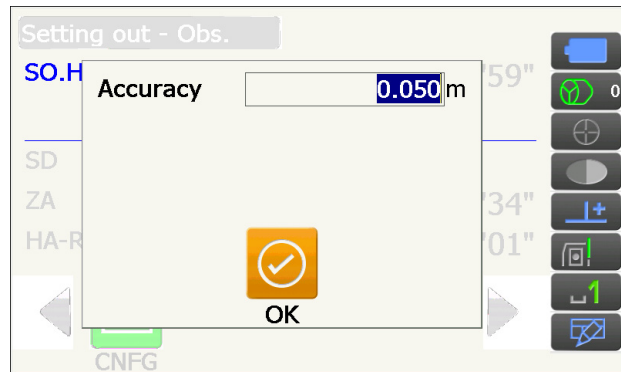 Setting out - Obs.
SO.H
'59"
Accuracy 0.050 m
0
SD
ZA
'34"
HA-R
'01"
1
OK
CNFG